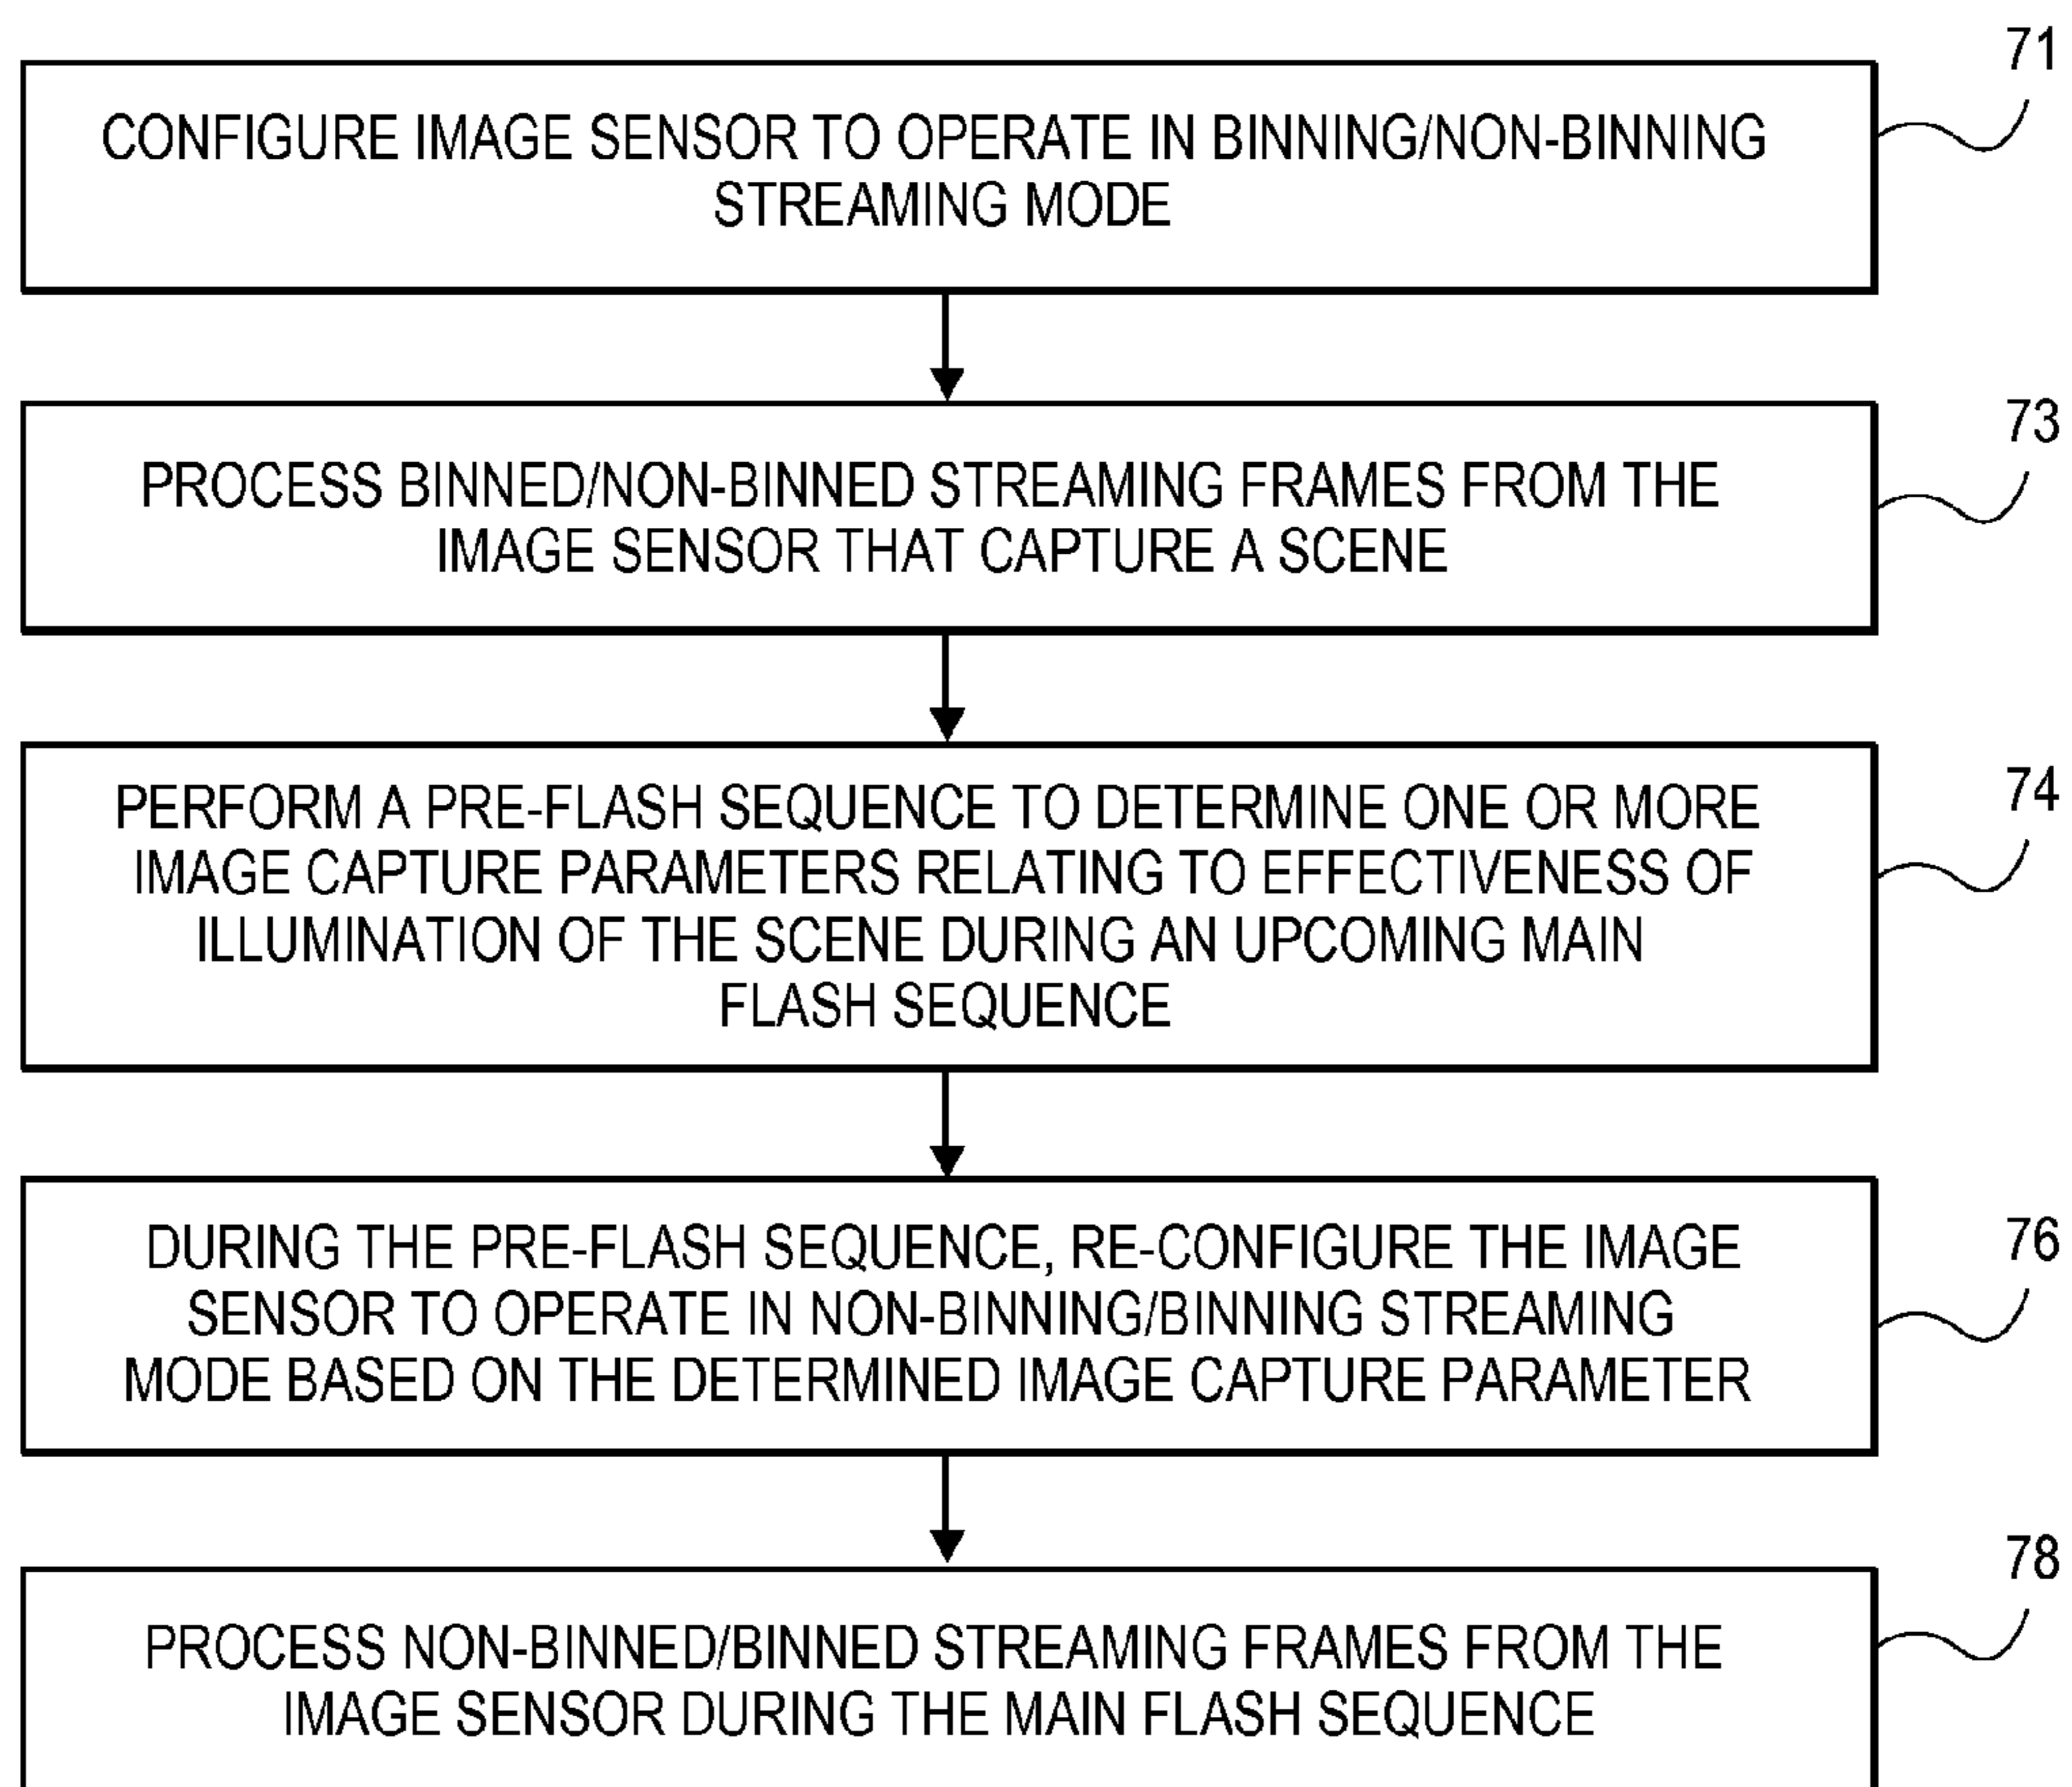 71
CONFIGURE IMAGE SENSOR TO OPERATE IN BINNING/NON-BINNING
STREAMING MODE
73
PROCESS BINNED/NON-BINNED STREAMING FRAMES FROM THE
IMAGE SENSOR THAT CAPTURE A SCENE
74
PERFORM A PRE-FLASH SEQUENCE TO DETERMINE ONE OR MORE
IMAGE CAPTURE PARAMETERS RELATING TO EFFECTIVENESS OF
ILLUMINATION OF THE SCENE DURING AN UPCOMING MAIN
FLASH SEQUENCE
76
DURING THE PRE-FLASH SEQUENCE, RE-CONFIGURE THE IMAGE
SENSOR TO OPERATE IN NON-BINNING/BINNING STREAMING
MODE BASED ON THE DETERMINED IMAGE CAPTURE PARAMETER
78
PROCESS NON-BINNED/BINNED STREAMING FRAMES FROM THE
IMAGE SENSOR DURING THE MAIN FLASH SEQUENCE